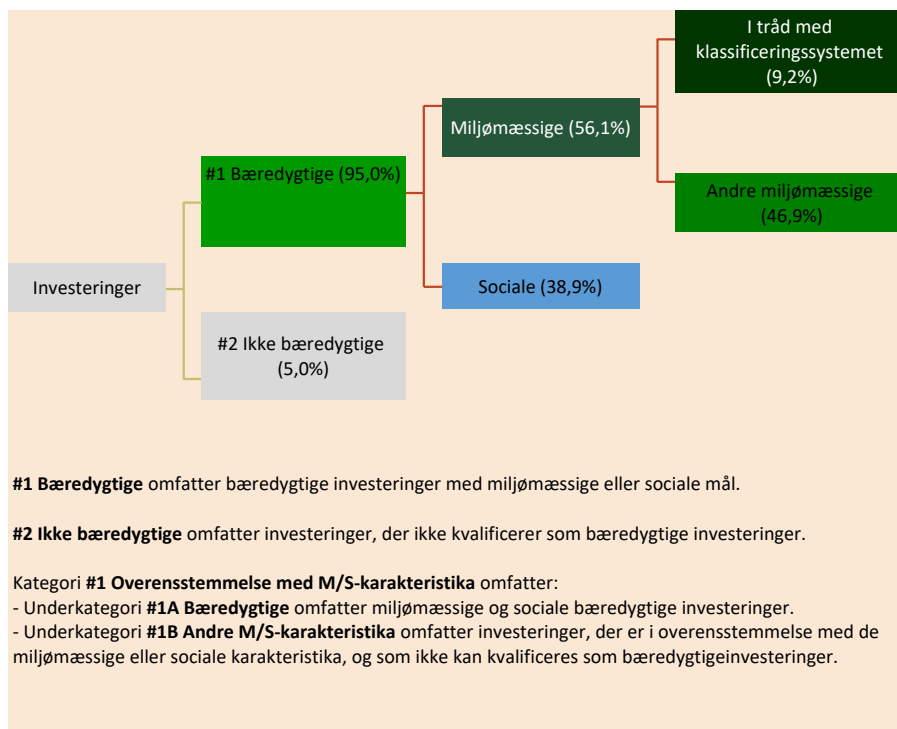 I tråd med
klassificeringssystemet
(9,2%)
Miljømæssige (56,1%)
#1 Bæredygtige (95,0%)
Andre miljømæssige
(46,9%)
Investeringer
Sociale (38,9%)
#2 Ikke bæredygtige
(5,0%)
#1 Bæredygtige omfatter bæredygtige investeringer med miljømæssige eller sociale mål.
#2 Ikke bæredygtige omfatter investeringer, der ikke kvalificerer som bæredygtige investeringer.
Kategori #1 Overensstemmelse med M/S-karakteristika omfatter:
- Underkategori #1A Bæredygtige omfatter miljømæssige og sociale bæredygtige investeringer.
- Underkategori #1B Andre M/S-karakteristika omfatter investeringer, der er i overensstemmelse med de
miljømæssige eller sociale karakteristika, og som ikke kan kvalificeres som bæredygtigeinvesteringer.